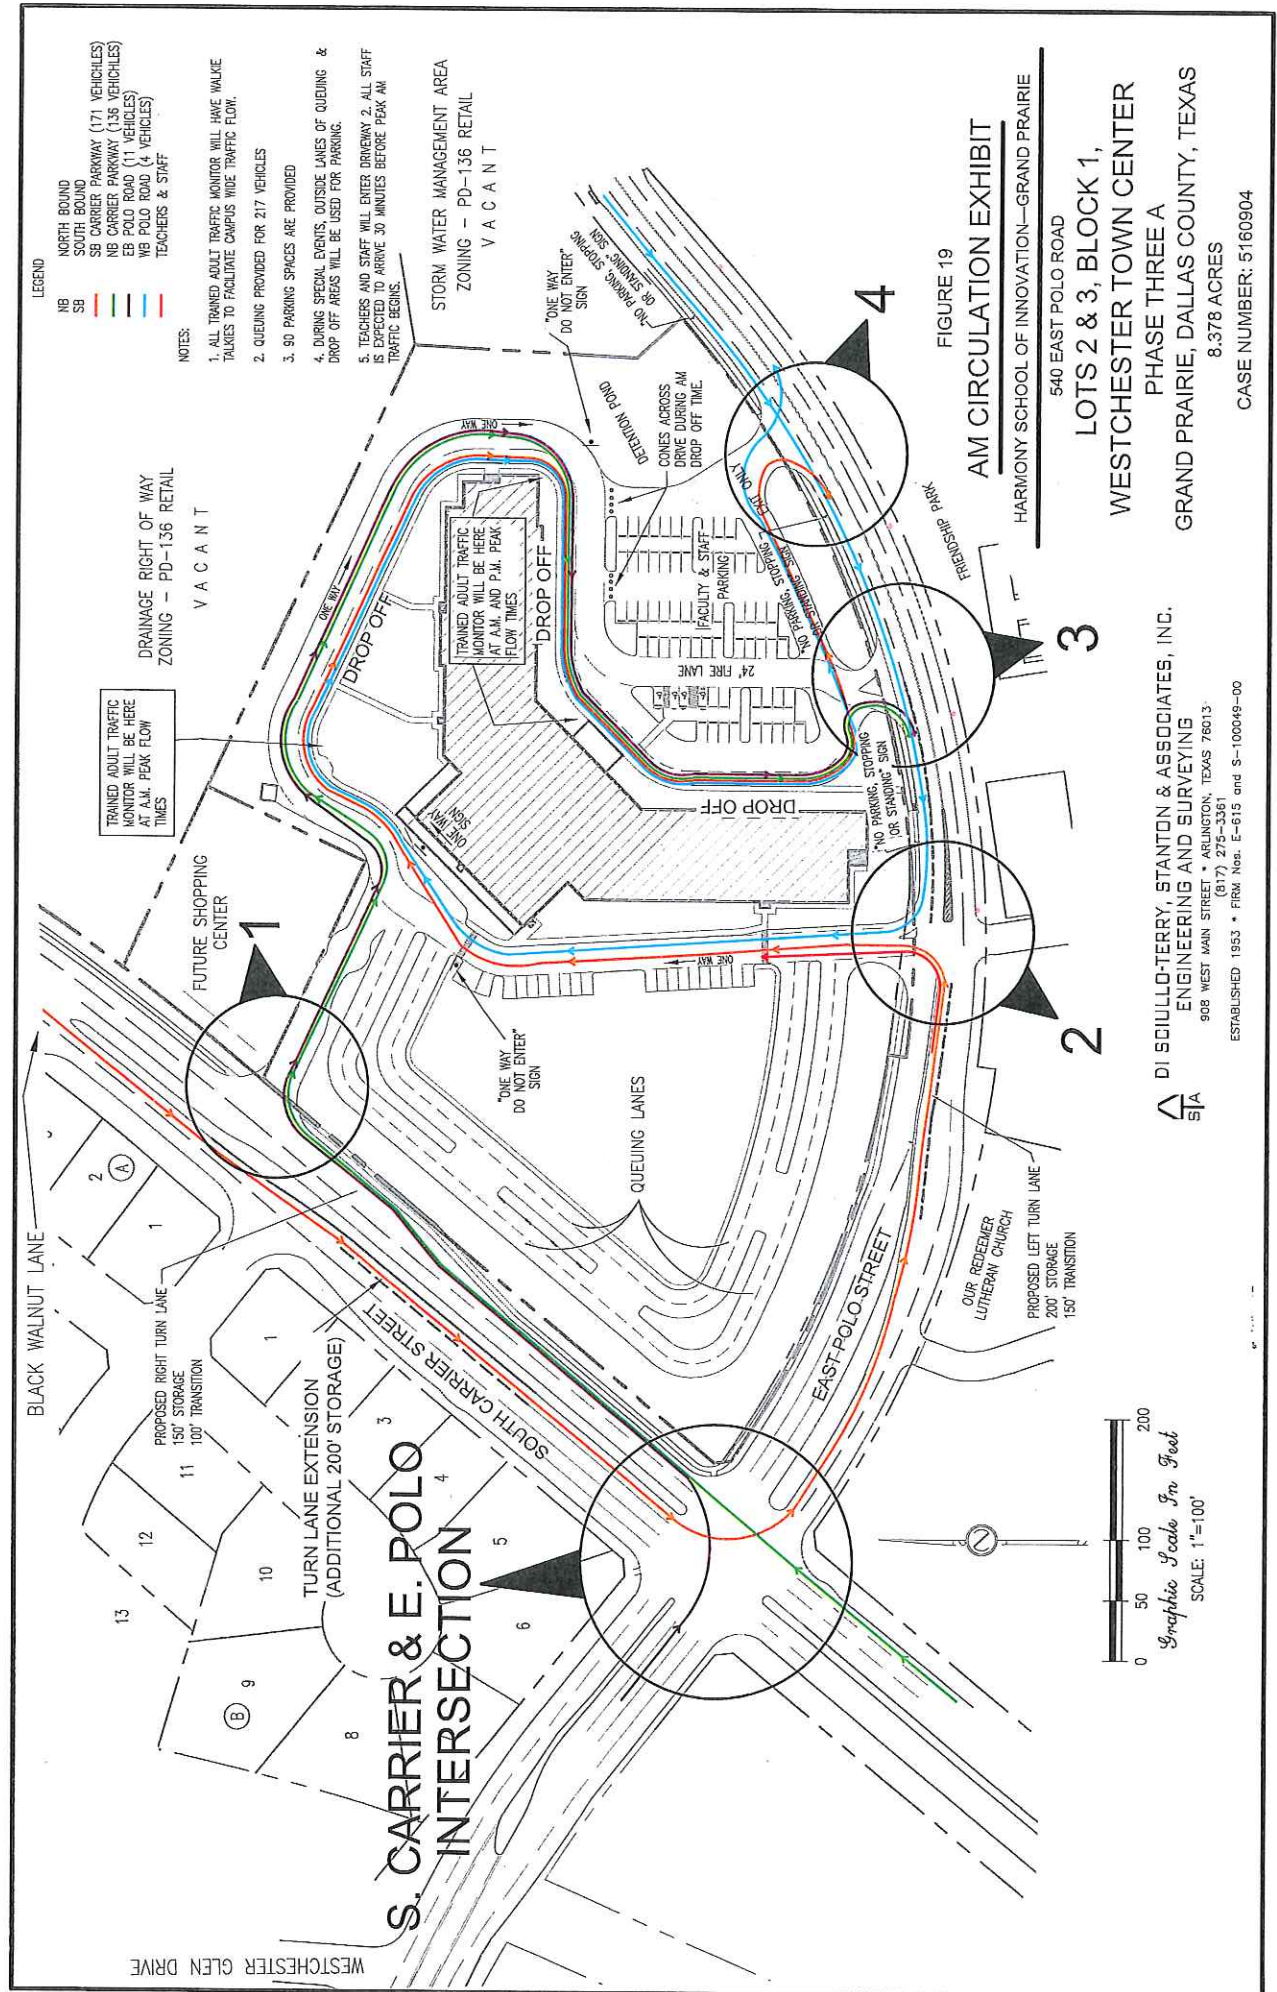 LEGEND
NB NORTH BOUND
SB SOUTH BOUND
SB CARRIER PARKWAY (171 VEHICHLES)
NB CARRIER PARKWAY (136 VEHICHLES)
EB POLO ROAD (11 VEHICLES)
WB POLO ROAD (4 VEHICLES)
TEACHERS & STAFF
NOTES:
1. ALL TRAINED ADULT TRAFFIC MONITOR WILL HAVE WALKIE
TALKIES TO FACILITATE CAMPUS WIDE TRAFFIC FLOW.
2. QUEUING PROVIDED FOR 217 VEHICLES
3. 90 PARKING SPACES ARE PROVIDED
4. DURING SPECIAL EVENTS, OUTSIDE LANES OF QUEUING &
DROP OFF AREAS WILL BE USED FOR PARKING.
5. TEACHERS AND STAFF WILL ENTER DRIVEWAY 2. ALL STAFF
IS EXPECTED TO ARRIVE 30 MINUTES BEFORE PEAK AM
TRAFFIC BEGINS.
STORM WATER MANAGEMENT AREA
ZONING - PD-136 RETAIL
VACANT
DRAINAGE RIGHT OF WAY
ZONING - PD-136 RETAIL
VACANT
TRAINED ADULT TRAFFIC
MONITOR WILL BE HERE
AT A.M. PEAK FLOW
TIMES
FUTURE SHOPPING
CENTER
1
BLACK WALNUT LANE
2
A
1
PROPOSED RIGHT TURN LANE
150' STORAGE
100' TRANSITION
1
3
4
5
6
8
9
B
10
11
12
13
TURN LANE EXTENSION
(ADDITIONAL 200' STORAGE)
SOUTH CARRIER STREET
S. CARRIER & E. POLO
INTERSECTION
WESTCHESTER GLEN DRIVE
ONE WAY
DROP OFF
ONE WAY
TRAINED ADULT TRAFFIC
MONITOR WILL BE HERE
AT A.M. AND P.M. PEAK
FLOW TIMES
DROP OFF
"ONE WAY
DO NOT ENTER"
SIGN
DETENTION POND
CONES ACROSS
DRIVE DURING AM
DROP OFF TIME
"NO PARKING, STOPPING
OR STANDING" SIGN
FACULTY & STAFF
PARKING
24' FIRE LANE
EXIT ONLY
"NO PARKING, STOPPING
OR STANDING" SIGN
ONE WAY
SIGN
DROP OFF
"NO PARKING, STOPPING
OR STANDING" SIGN
ONE WAY
"ONE WAY
DO NOT ENTER"
SIGN
QUEUING LANES
EAST POLO STREET
OUR REDEEMER
LUTHERAN CHURCH
PROPOSED LEFT TURN LANE
200' STORAGE
150' TRANSITION
FRIENDSHIP PARK
4
3
2
FIGURE 19
AM CIRCULATION EXHIBIT
HARMONY SCHOOL OF INNOVATION-GRAND PRAIRIE
540 EAST POLO ROAD
LOTS 2 & 3, BLOCK 1,
WESTCHESTER TOWN CENTER
PHASE THREE A
GRAND PRAIRIE, DALLAS COUNTY, TEXAS
8.378 ACRES
CASE NUMBER: 5160904
DI SCIULLO-TERRY, STANTON & ASSOCIATES, INC.
ENGINEERING AND SURVEYING
908 WEST MAIN STREET * ARLINGTON, TEXAS 76013
(817) 275-3361
ESTABLISHED 1953 * FIRM Nos. E-615 and S-100049-00
N
0 50 100 200
Graphic Scale In Feet
SCALE: 1"=100'